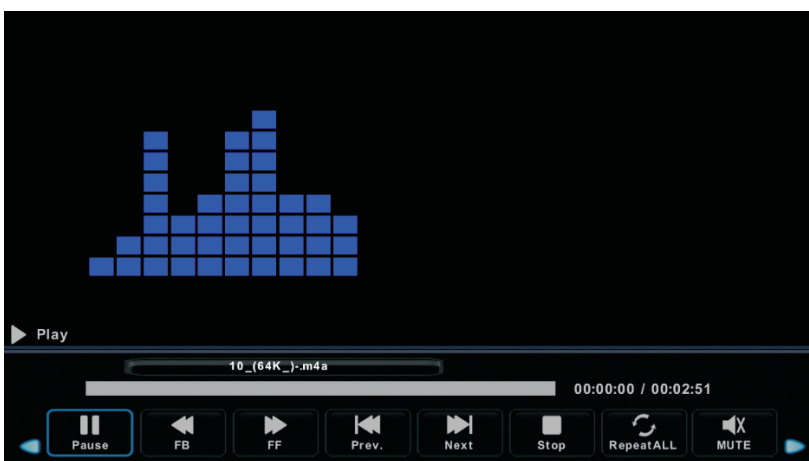 Play
10_(64K_)-.m4a
00:00:00 / 00:02:51
Pause FB FF Prev. Next Stop RepeatALL MUTE